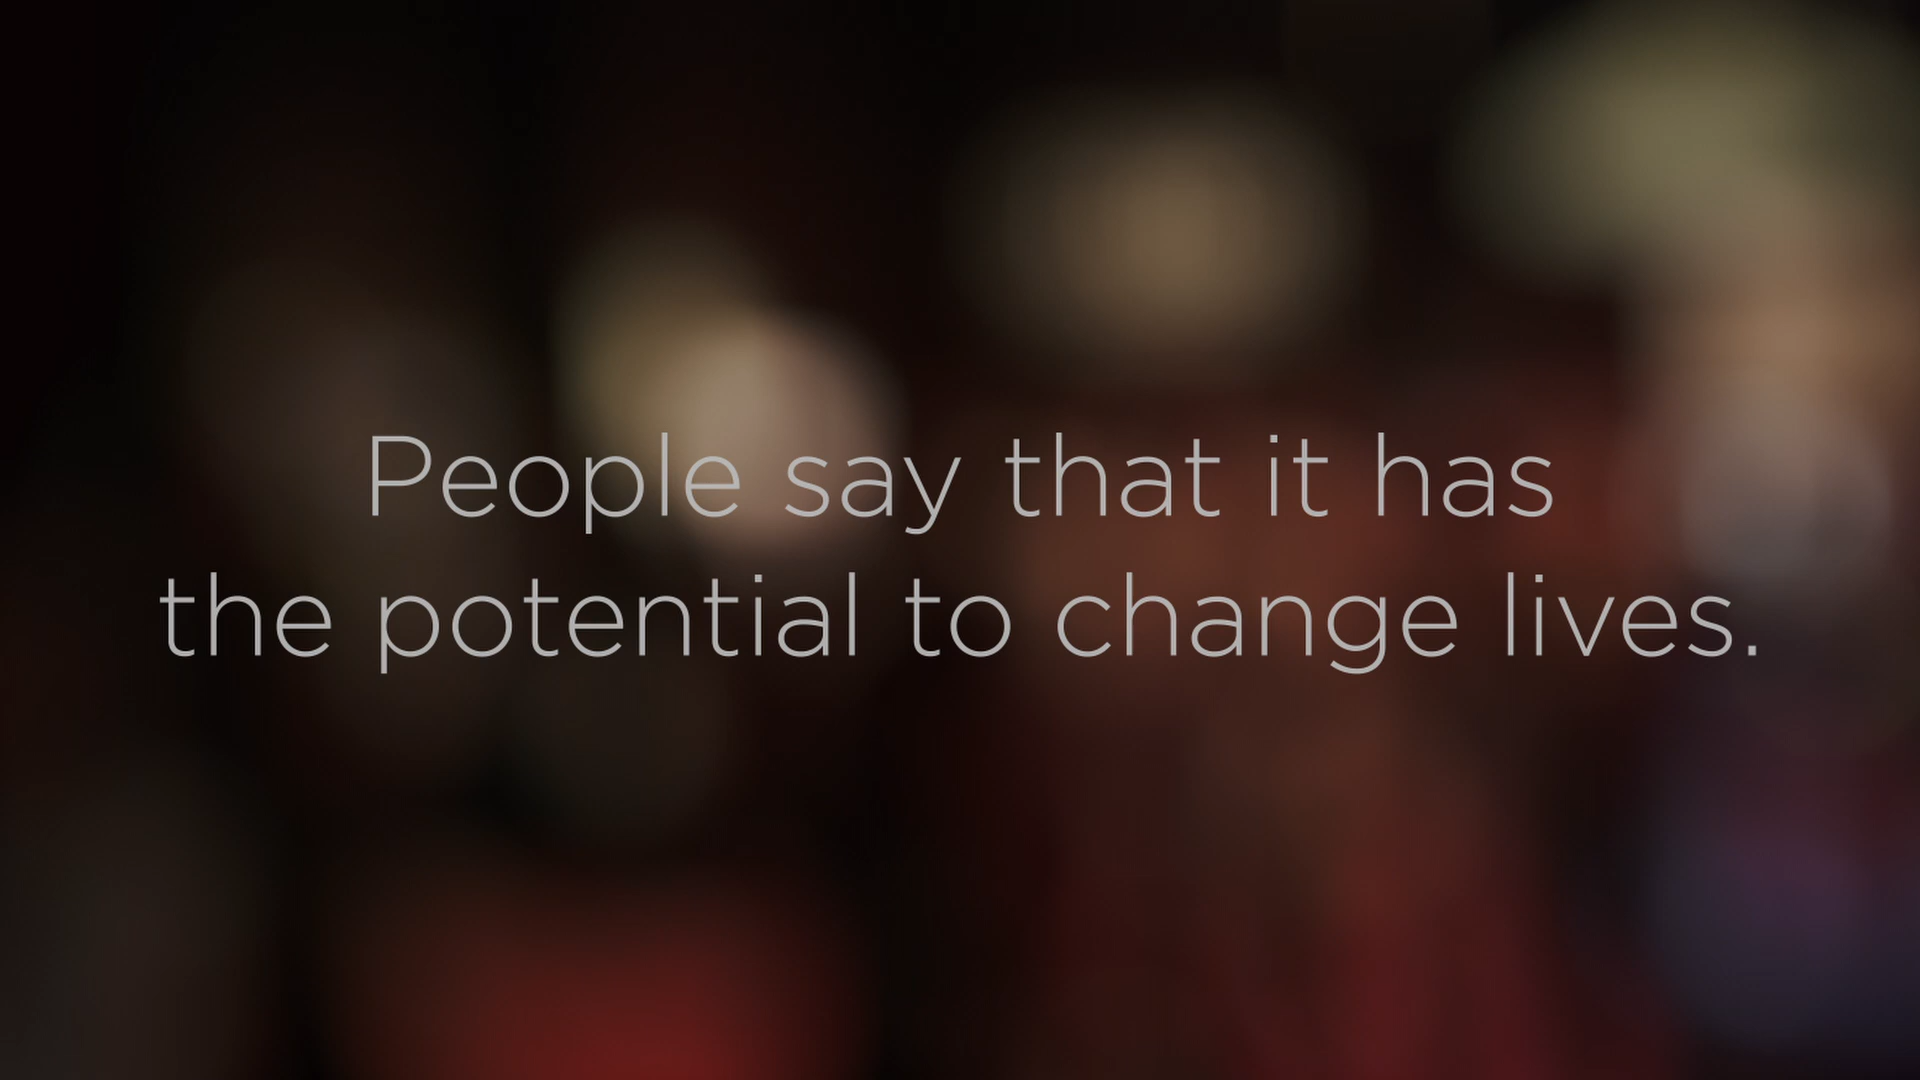 People say that it has
the potential to change lives.